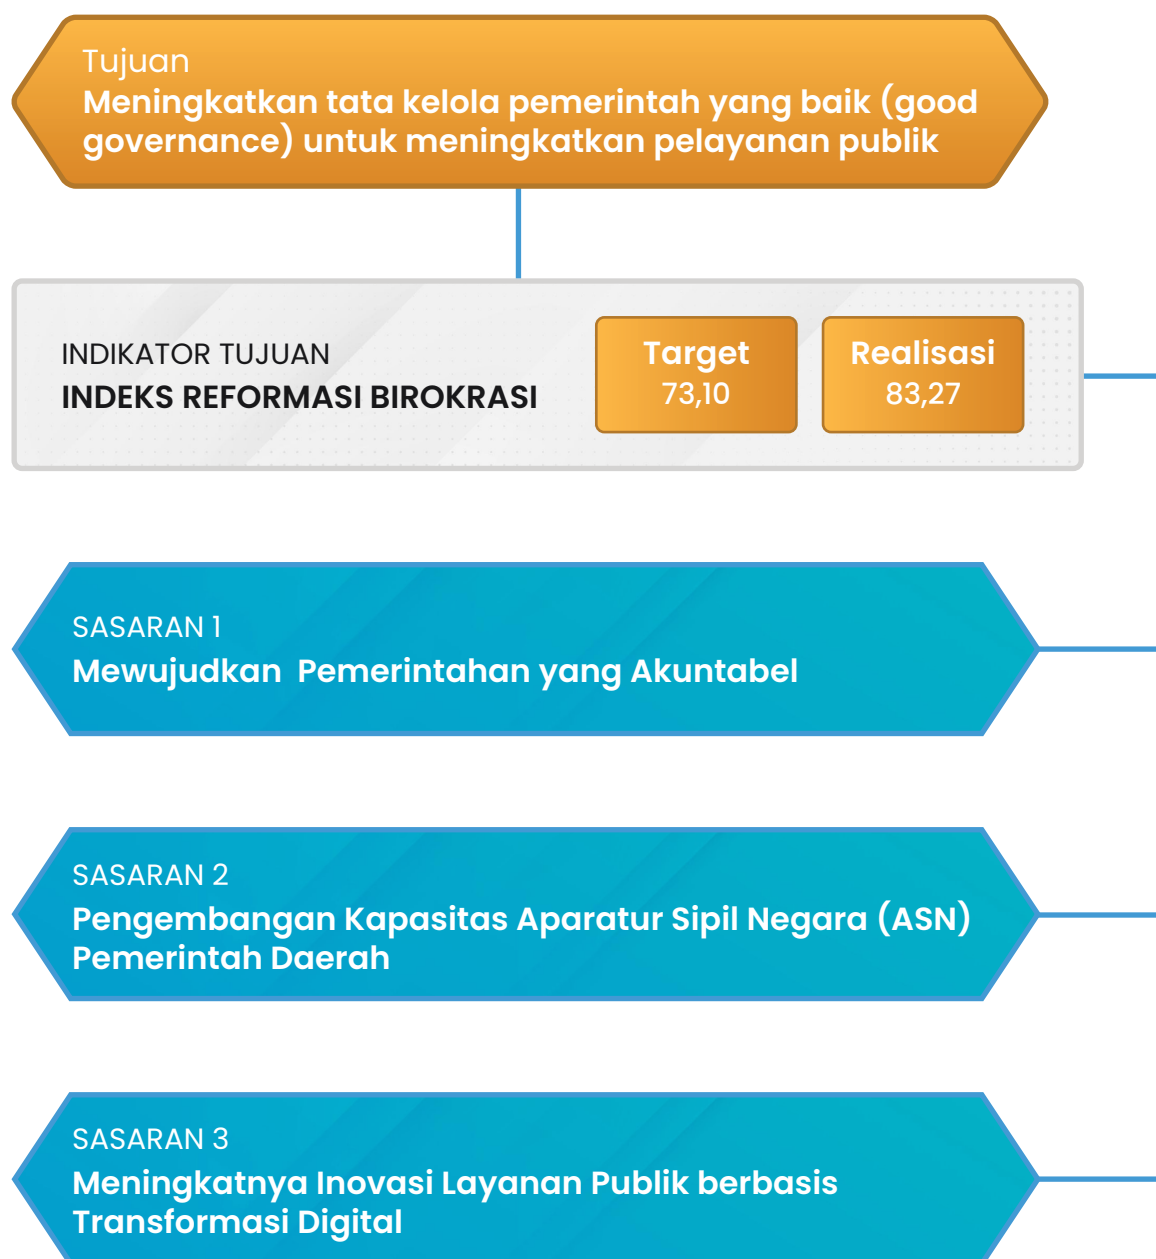 Tujuan
Meningkatkan tata kelola pemerintah yang baik (good
governance) untuk meningkatkan pelayanan publik
INDIKATOR TUJUAN
INDEKS REFORMASI BIROKRASI
Target
73,10
Realisasi
83,27
SASARAN 1
Mewujudkan  Pemerintahan yang Akuntabel
SASARAN 2
Pengembangan Kapasitas Aparatur Sipil Negara (ASN)
Pemerintah Daerah
SASARAN 3
Meningkatnya Inovasi Layanan Publik berbasis
Transformasi Digital